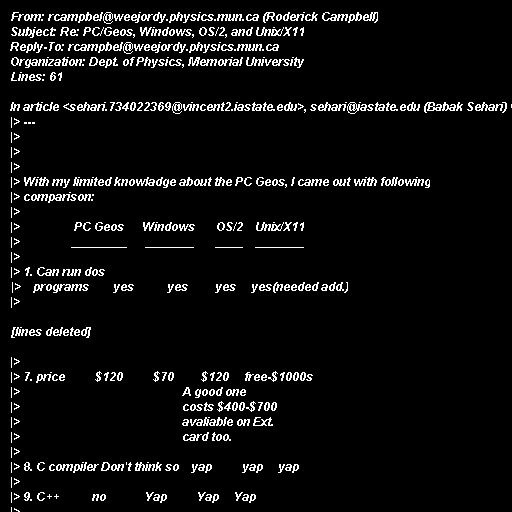 From: rcampbel@weejordy.physics.mun.ca (Roderick Campbell)
Subject: Re: PC/Geos, Windows, OS/2, and Unix/X11
Reply-To: rcampbel@weejordy.physics.mun.ca
Organization: Dept. of Physics, Memorial University
Lines: 61

In article <sehari.734022369@vincent2.iastate.edu>, sehari@iastate.edu (Babak Sehari)
|> ---
|>
|>
|>
|> With my limited knowladge about the PC Geos, I came out with following
|> comparison:
|>
|> PC Geos Windows OS/2 Unix/X11
|> _________ ________ ____ ________
|>
|> 1. Can run dos
|> programs yes yes yes yes(needed add.)
|>

[lines deleted]

|>
|> 7. price $120 $70 $120 free-$1000s
|> A good one
|> costs $400-$700
|> avaliable on Ext.
|> card too.
|>
|> 8. C compiler Don't think so yap yap yap
|>
|> 9. C++ no Yap Yap Yap
|>